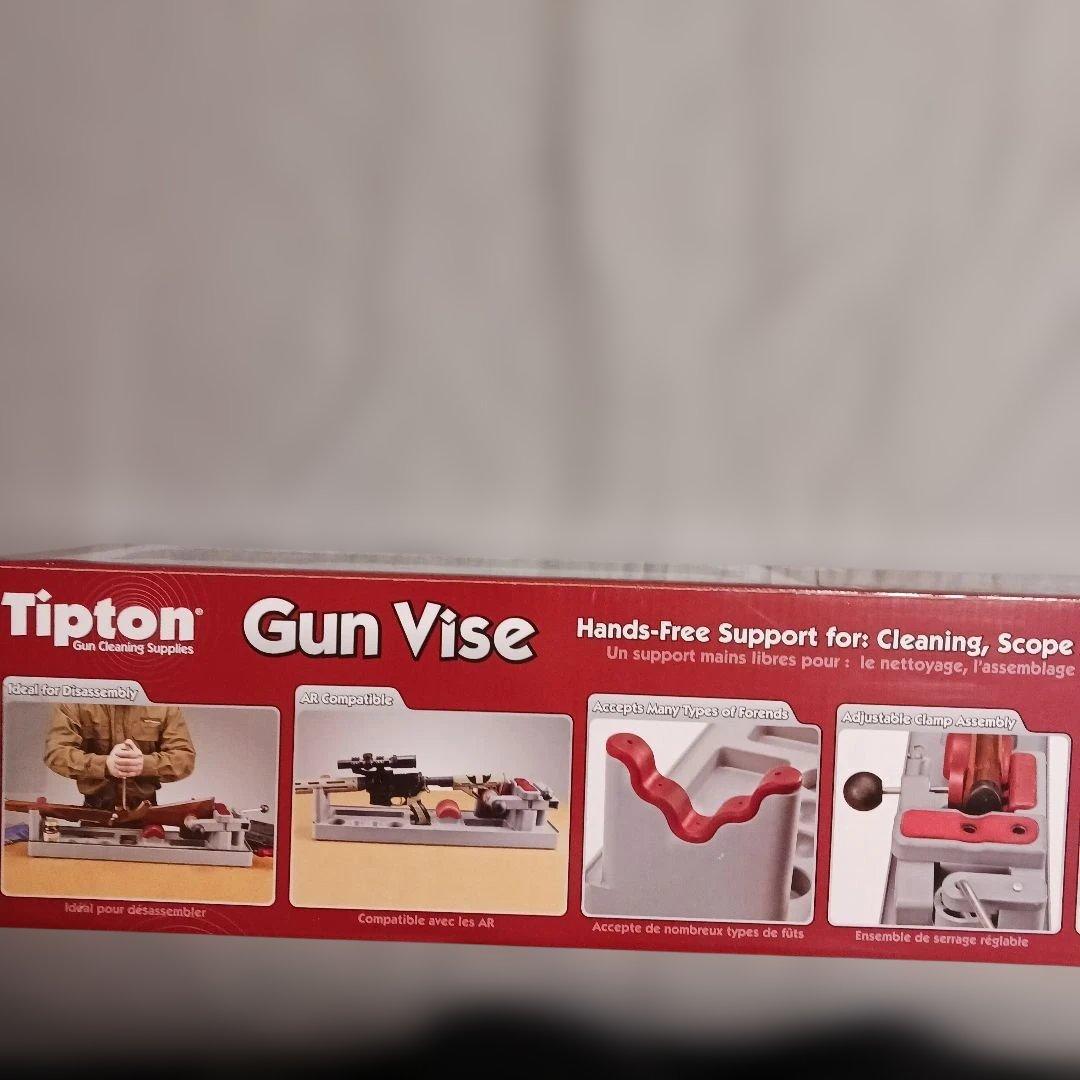 Tipton®
Gun Cleaning Supplies
Gun Vise
Hands-Free Support for: Cleaning, Scope
Un support mains libres pour : le nettoyage, l'assemblage
Ideal for Disassembly
Idéal pour désassembler
AR Compatible
Compatible avec les AR
Accepts Many Types of Forends
Accepte de nombreux types de fûts
Adjustable Clamp Assembly
Ensemble de serrage réglable